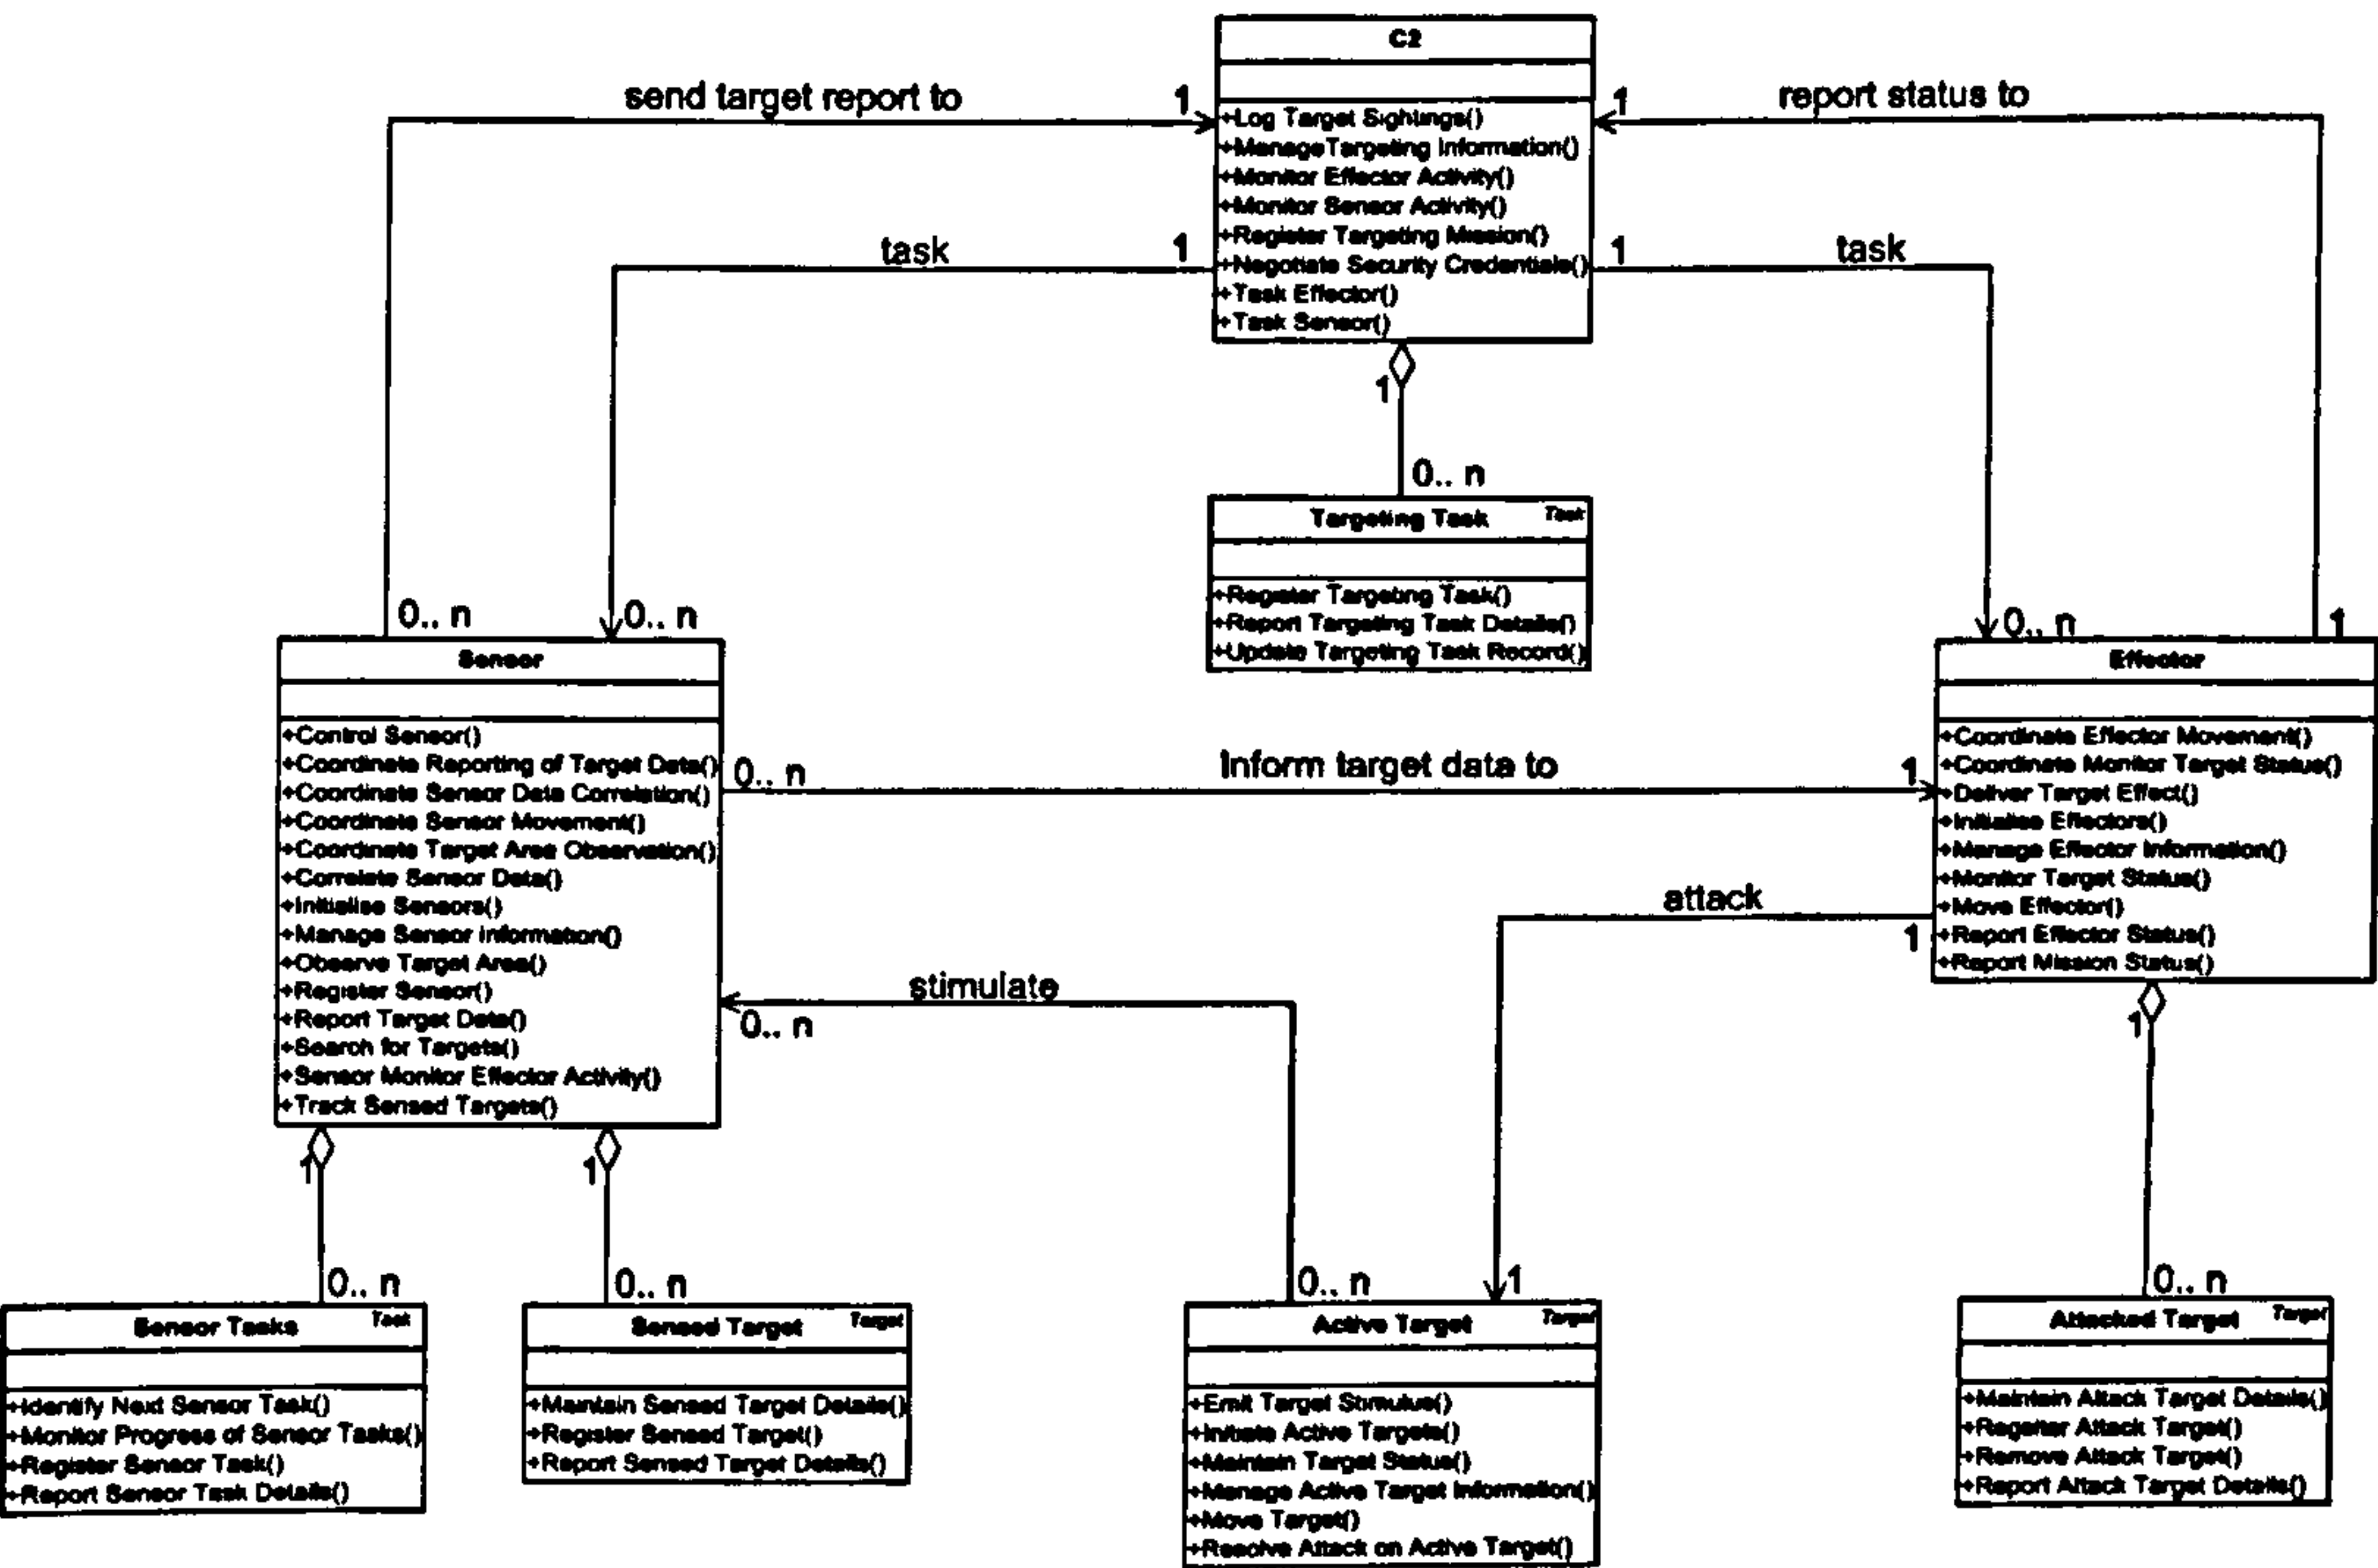 C2
send target report to
1
1
report status to
+Log Target Sightings()
+ManageTargeting Information()
+Monitor Effector Activity()
+Monitor Sensor Activity()
+Register Targeting Mission()
+Negotiate Security Credentials()
+Task Effector()
+Task Sensor()
task
1
1
task
1
0.. n
Targeting Task
Task
+Register Targeting Task()
+Report Targeting Task Details()
+Update Targeting Task Record()
0.. n
0.. n
0.. n
1
Sensor
+Control Sensor()
+Coordinate Reporting of Target Data()
+Coordinate Sensor Data Correlation()
+Coordinate Sensor Movement()
+Coordinate Target Area Observation()
+Correlate Sensor Data()
+Initialise Sensors()
+Manage Sensor Information()
+Observe Target Area()
+Register Sensor()
+Report Target Data()
+Search for Targets()
+Sensor Monitor Effector Activity()
+Track Sensed Targets()
Effector
+Coordinate Effector Movement()
+Coordinate Monitor Target Status()
+Deliver Target Effect()
+Initialise Effectors()
+Manage Effector Information()
+Monitor Target Status()
+Move Effector()
+Report Effector Status()
+Report Mission Status()
0.. n
Inform target data to
1
attack
1
stimulate
0.. n
1
1
1
0.. n
0.. n
0.. n
1
0.. n
Sensor Tasks
Task
+Identify Next Sensor Task()
+Monitor Progress of Sensor Tasks()
+Register Sensor Task()
+Report Sensor Task Details()
Sensed Target
Target
+Maintain Sensed Target Details()
+Register Sensed Target()
+Report Sensed Target Details()
Active Target
Target
+Emit Target Stimulus()
+Initiate Active Targets()
+Maintain Target Status()
+Manage Active Target Information()
+Move Target()
+Resolve Attack on Active Target()
Attacked Target
Target
+Maintain Attack Target Details()
+Register Attack Target()
+Remove Attack Target()
+Report Attack Target Details()